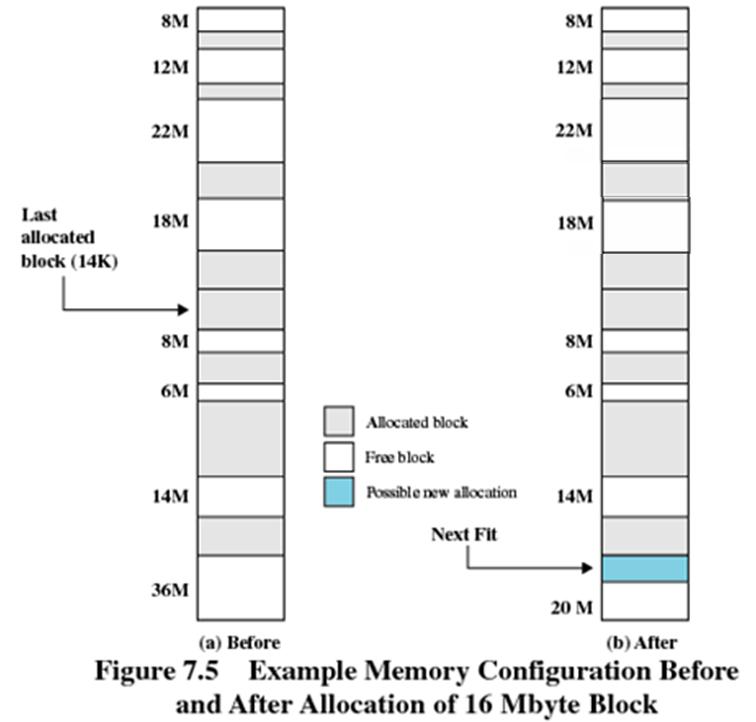 8M
12M
22M
18M
Last
allocated
block (14K)
8M
6M
14M
36M
(a) Before
Allocated block
Free block
Possible new allocation
Next Fit
8M
12M
22M
18M
8M
6M
14M
20 M
(b) After
Figure 7.5 Example Memory Configuration Before
and After Allocation of 16 Mbyte Block